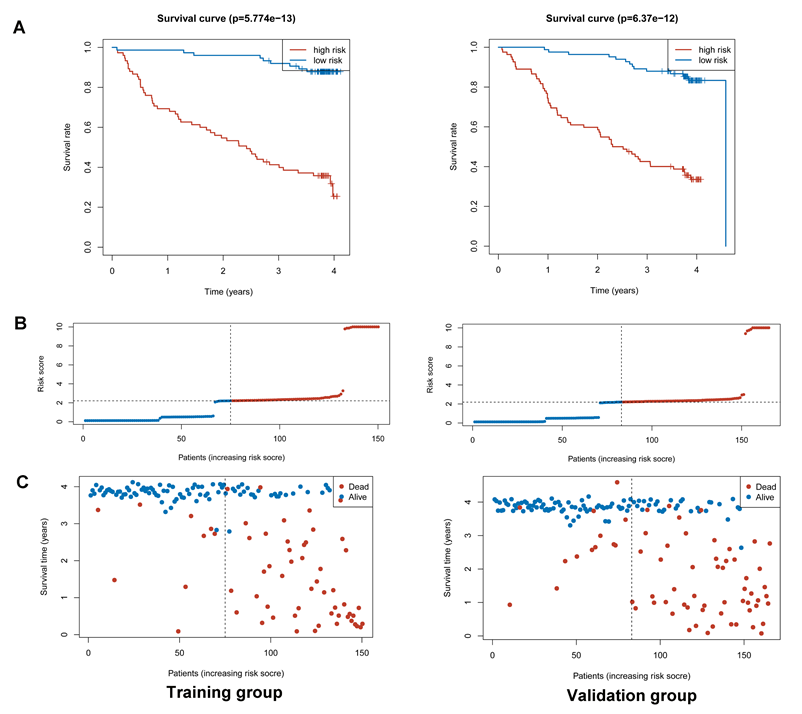 A
Survival curve (p=5.774e−13)
high risk
low risk
Survival rate
1.0
0.8
0.6
0.4
0.2
0.0
0 1 2 3 4
Time (years)
Survival curve (p=6.37e−12)
high risk
low risk
Survival rate
1.0
0.8
0.6
0.4
0.2
0.0
0 1 2 3 4
Time (years)
B
Risk score
10
8
6
4
2
0
0 50 100 150
Patients (increasing risk socre)
Risk score
10
8
6
4
2
0
0 50 100 150
Patients (increasing risk socre)
C
Survival time (years)
4
3
2
1
0
Dead
Alive
0 50 100 150
Patients (increasing risk socre)
Training group
Survival time (years)
4
3
2
1
0
Dead
Alive
0 50 100 150
Patients (increasing risk socre)
Validation group